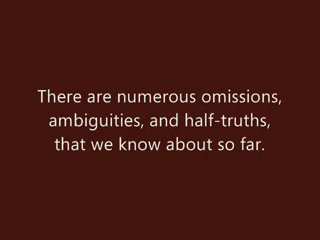 There are numerous omissions,
ambiguities, and half-truths,
that we know about so far.